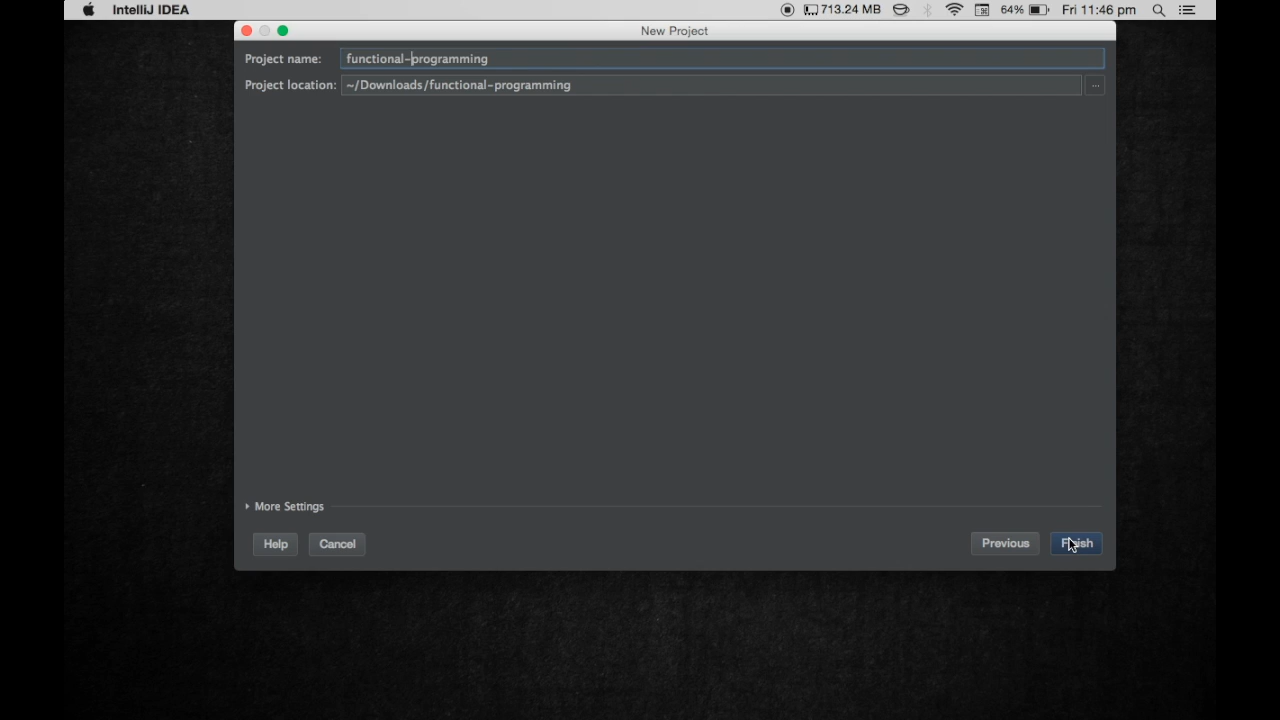 IntelliJ IDEA 713.24 MB 64% Fri 11:46 pm
New Project
Project name: functional-programming
Project location: ~/Downloads/functional-programming ...
More Settings
Help Cancel Previous Finish